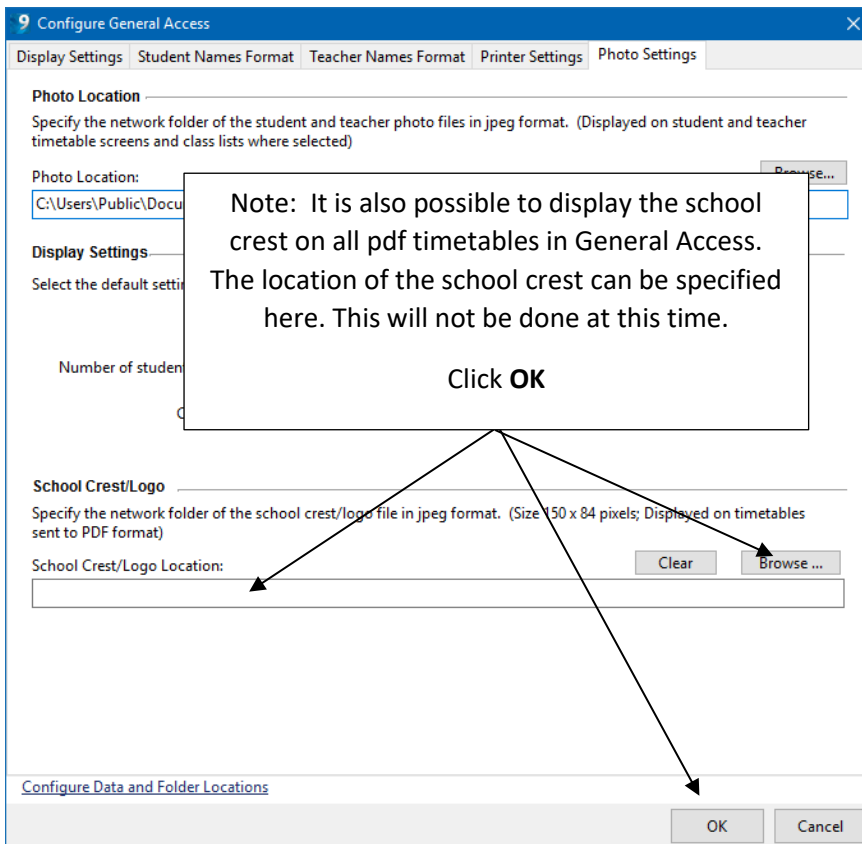 9 Configure General Access
Display Settings Student Names Format Teacher Names Format Printer Settings Photo Settings
Photo Location
Specify the network folder of the student and teacher photo files in jpeg format. (Displayed on student and teacher
timetable screens and class lists where selected)
Photo Location:
Browse...
C:\Users\Public\
Note: It is also possible to display the school
crest on all pdf timetables in General Access.
The location of the school crest can be specified
here. This will not be done at this time.
Click OK
Display Settings
Select the default
Number of
School Crest/Logo
Specify the network folder of the school crest/logo file in jpeg format. (Size 150 x 84 pixels; Displayed on timetables
sent to PDF format)
School Crest/Logo Location:
Clear Browse ...
Configure Data and Folder Locations
OK Cancel